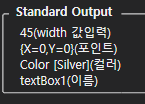 Standard Output
45(width 값입력)
{X=0,Y=0}(포인트)
Color [Silver](컬러)
textBox1(이름)